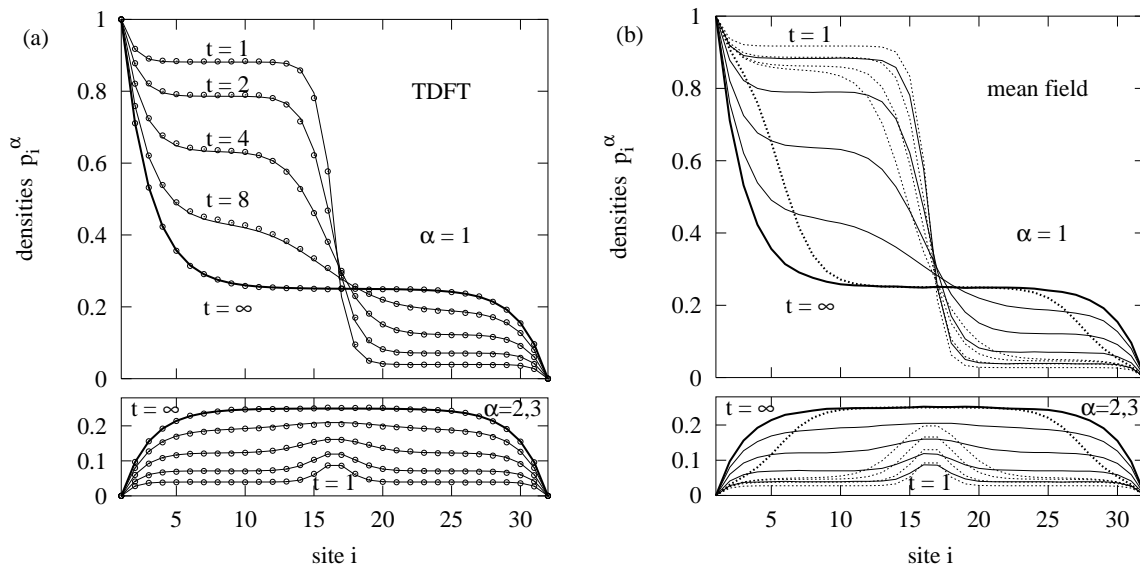 (a)
1
t = 1
t = 2
TDFT
0.8
t = 4
0.6
densities p_i^α
t = 8
0.4
α = 1
0.2
t = ∞
0
t = ∞
α=2,3
0.2
0.1
t = 1
0
5 10 15 20 25 30
site i
(b)
1
t = 1
0.8
mean field
0.6
densities p_i^α
0.4
α = 1
0.2
t = ∞
0
t = ∞
α=2,3
0.2
0.1
t = 1
0
5 10 15 20 25 30
site i